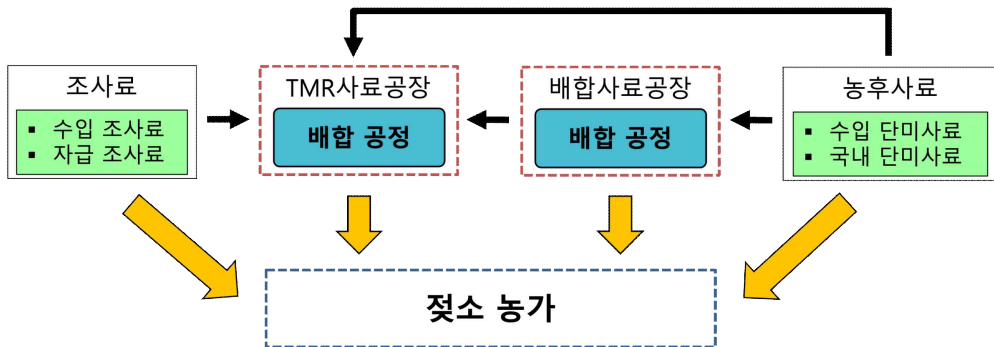 조사료
▪ 수입 조사료
▪ 자급 조사료
TMR사료공장
배합 공정
배합사료공장
배합 공정
농후사료
▪ 수입 단미사료
▪ 국내 단미사료
젖소 농가